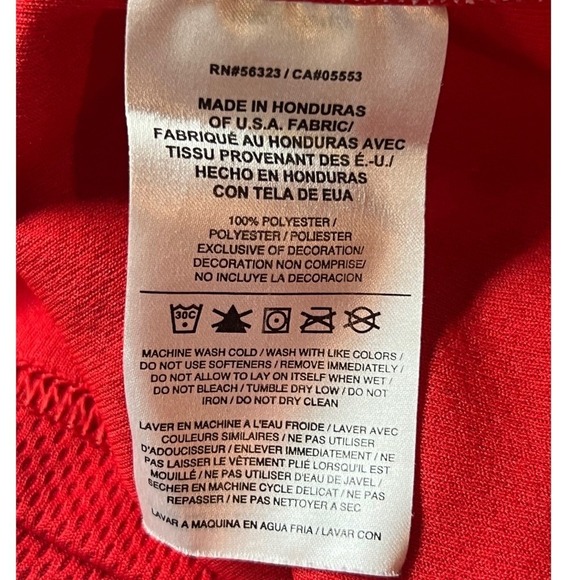 RN#56323 / CA#05553
MADE IN HONDURAS
OF U.S.A. FABRIC/
FABRIQUÉ AU HONDURAS AVEC
TISSU PROVENANT DES É.-U./
HECHO EN HONDURAS
CON TELA DE EUA
100% POLYESTER /
POLYESTER / POLIESTER
EXCLUSIVE OF DECORATION/
DECORATION NON COMPRISE/
NO INCLUYE LA DECORACION
30C
MACHINE WASH COLD / WASH WITH LIKE COLORS /
DO NOT USE SOFTENERS / REMOVE IMMEDIATELY /
DO NOT ALLOW TO LAY ON ITSELF WHEN WET /
DO NOT BLEACH / TUMBLE DRY LOW / DO NOT
IRON / DO NOT DRY CLEAN
LAVER EN MACHINE A L'EAU FROIDE / LAVER AVEC
COULEURS SIMILAIRES / NE PAS UTILISER
D'ADOUCISSEUR / ENLEVER IMMEDIATEMENT / NE
PAS LAISSER LE VÊTEMENT PLIÉ LORSQU'IL EST
MOUILLÉ / NE PAS UTILISER D'EAU DE JAVEL /
SECHER EN MACHINE CYCLE DELICAT / NE PAS
REPASSER / NE PAS NETTOYER A SEC
LAVAR A MAQUINA EN AGUA FRIA / LAVAR CON